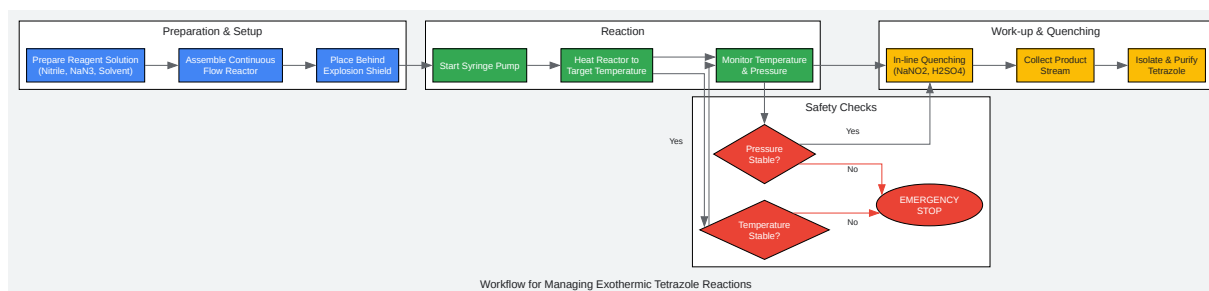 Preparation & Setup
Prepare Reagent Solution
(Nitrile, NaN3, Solvent)
Assemble Continuous
Flow Reactor
Place Behind
Explosion Shield
Reaction
Start Syringe Pump
Heat Reactor to
Target Temperature
Monitor Temperature
& Pressure
Work-up & Quenching
In-line Quenching
(NaNO2, H2SO4)
Collect Product
Stream
Isolate & Purify
Tetrazole
Safety Checks
Yes
Pressure
Stable?
Yes
No
Temperature
Stable?
No
EMERGENCY
STOP
Workflow for Managing Exothermic Tetrazole Reactions